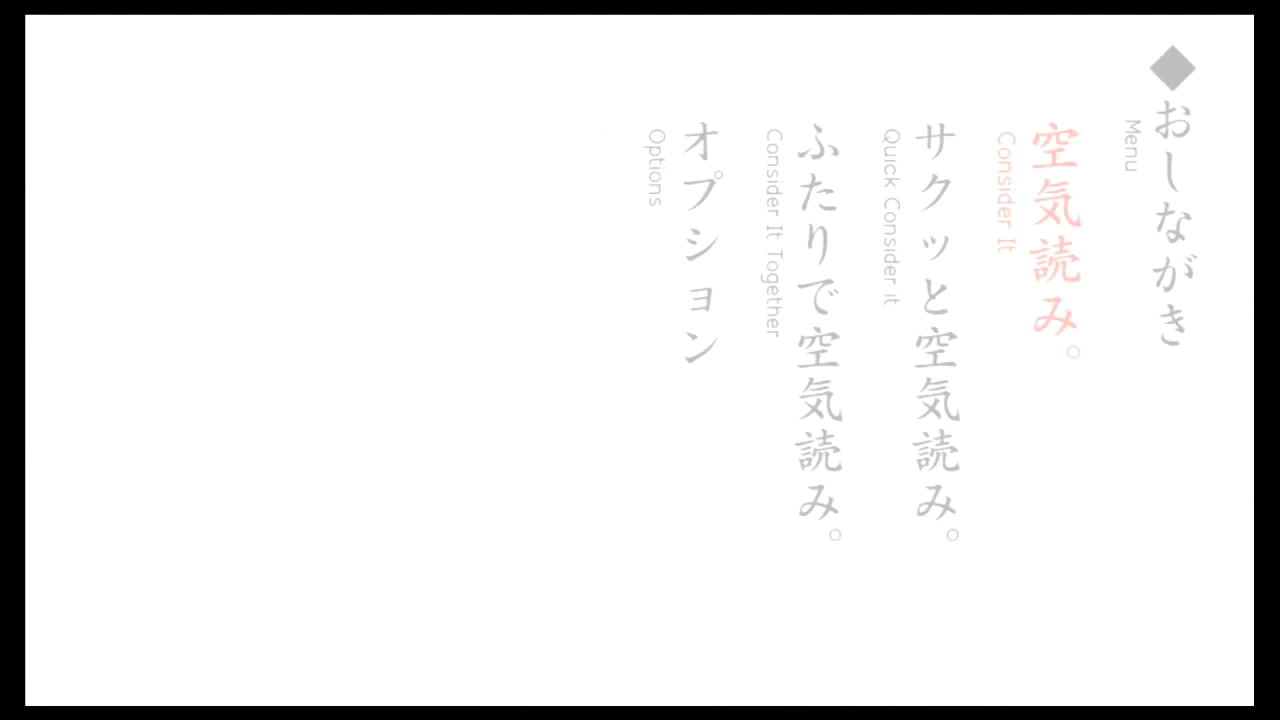 ◆おしながき
Menu
空気読み。
Consider It
サクッと空気読み。
Quick Consider it
ふたりで空気読み。
Consider It Together
オプション
Options